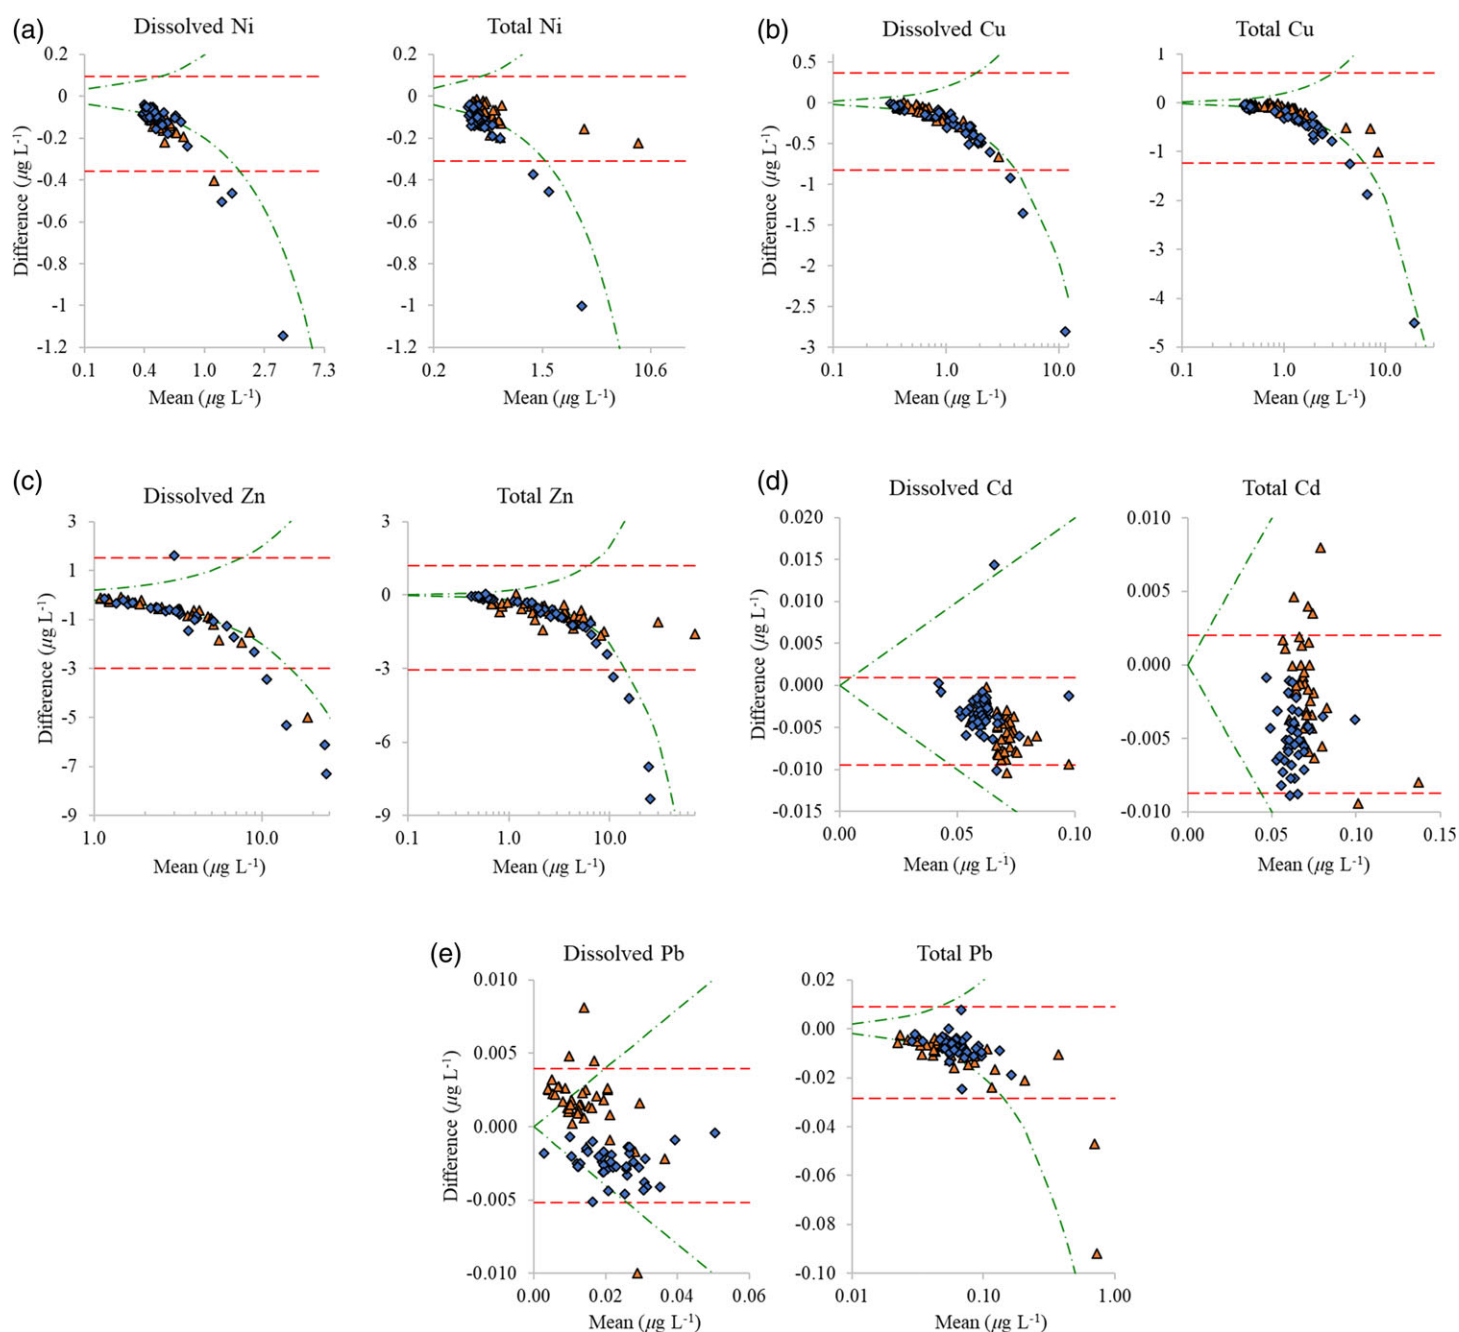 (a)
Dissolved Ni
Total Ni
Difference (µg L-1)
0.2
0
-0.2
-0.4
-0.6
-0.8
-1
-1.2
0.1 0.4 1.0 2.7 7.3
Mean (µg L-1)
0.2
0
-0.2
-0.4
-0.6
-0.8
-1
-1.2
0.2 1.5 10.6
Mean (µg L-1)
(b)
Dissolved Cu
Total Cu
Difference (µg L-1)
0.5
0
-0.5
-1
-1.5
-2
-2.5
-3
0.1 1.0 10.0
Mean (µg L-1)
1
0
-1
-2
-3
-4
-5
0.1 1.0 10.0
Mean (µg L-1)
(c)
Dissolved Zn
Total Zn
Difference (µg L-1)
3
1
-1
-3
-5
-7
-9
1.0 10.0
Mean (µg L-1)
3
0
-3
-6
-9
0.1 1.0 10.0
Mean (µg L-1)
(d)
Dissolved Cd
Total Cd
Difference (µg L-1)
0.020
0.015
0.010
0.005
0.000
-0.005
-0.010
-0.015
0.00 0.05 0.10
Mean (µg L-1)
0.010
0.005
0.000
-0.005
-0.010
0.00 0.05 0.10 0.15
Mean (µg L-1)
(e)
Dissolved Pb
Total Pb
Difference (µg L-1)
0.010
0.005
0.000
-0.005
-0.010
0.00 0.02 0.04 0.06
Mean (µg L-1)
0.02
0.00
-0.02
-0.04
-0.06
-0.08
-0.10
0.01 0.10 1.00
Mean (µg L-1)